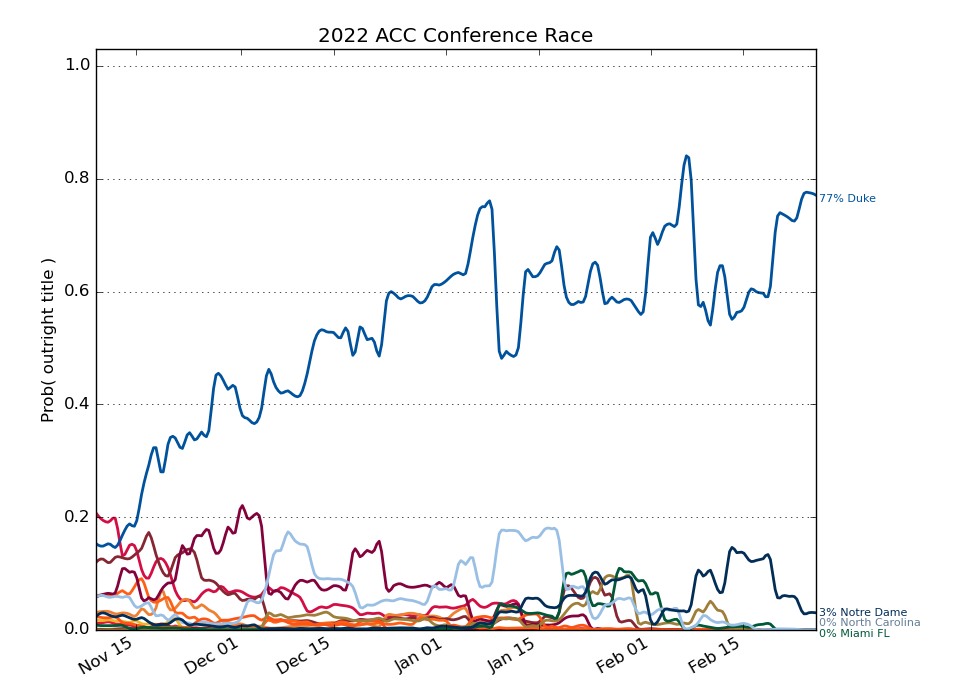 2022 ACC Conference Race
Prob( outright title )
1.0
0.8
0.6
0.4
0.2
0.0
Nov 15
Dec 01
Dec 15
Jan 01
Jan 15
Feb 01
Feb 15
77% Duke
3% Notre Dame
0% North Carolina
0% Miami FL